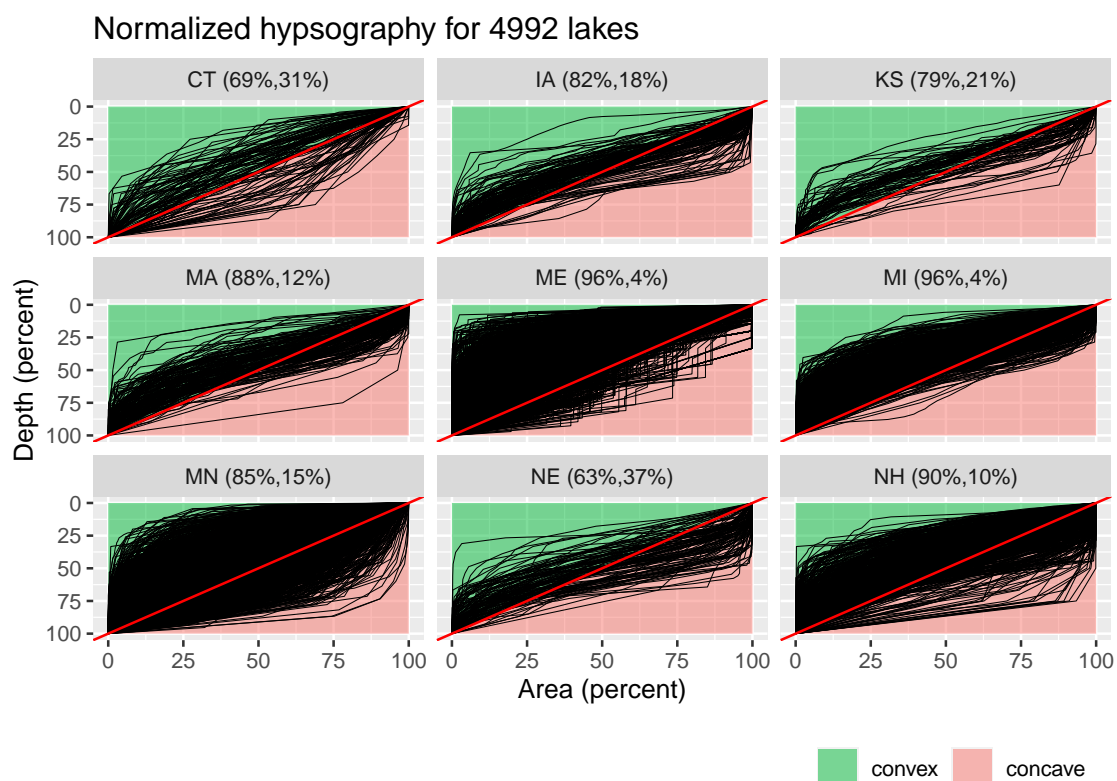 Normalized hypsography for 4992 lakes
CT (69%,31%) IA (82%,18%) KS (79%,21%)
0
25
50
75
100
MA (88%,12%) ME (96%,4%) MI (96%,4%)
0
25
50
75
100
MN (85%,15%) NE (63%,37%) NH (90%,10%)
0
25
50
75
100
Depth (percent)
0 25 50 75 100 0 25 50 75 100 0 25 50 75 100
Area (percent)
convex concave